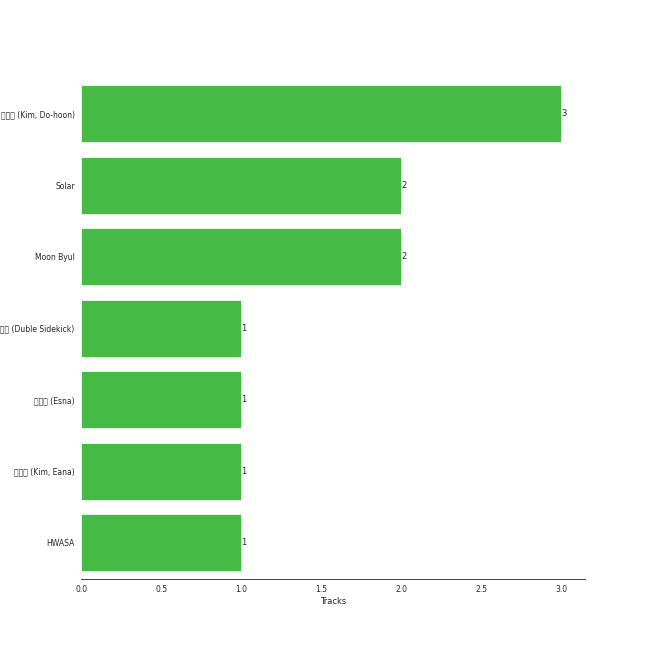 (Kim, Do-hoon)
3
Solar
2
Moon Byul
2
(Duble Sidekick)
1
(Esna)
1
(Kim, Eana)
1
HWASA
1
0.0 0.5 1.0 1.5 2.0 2.5 3.0
Tracks